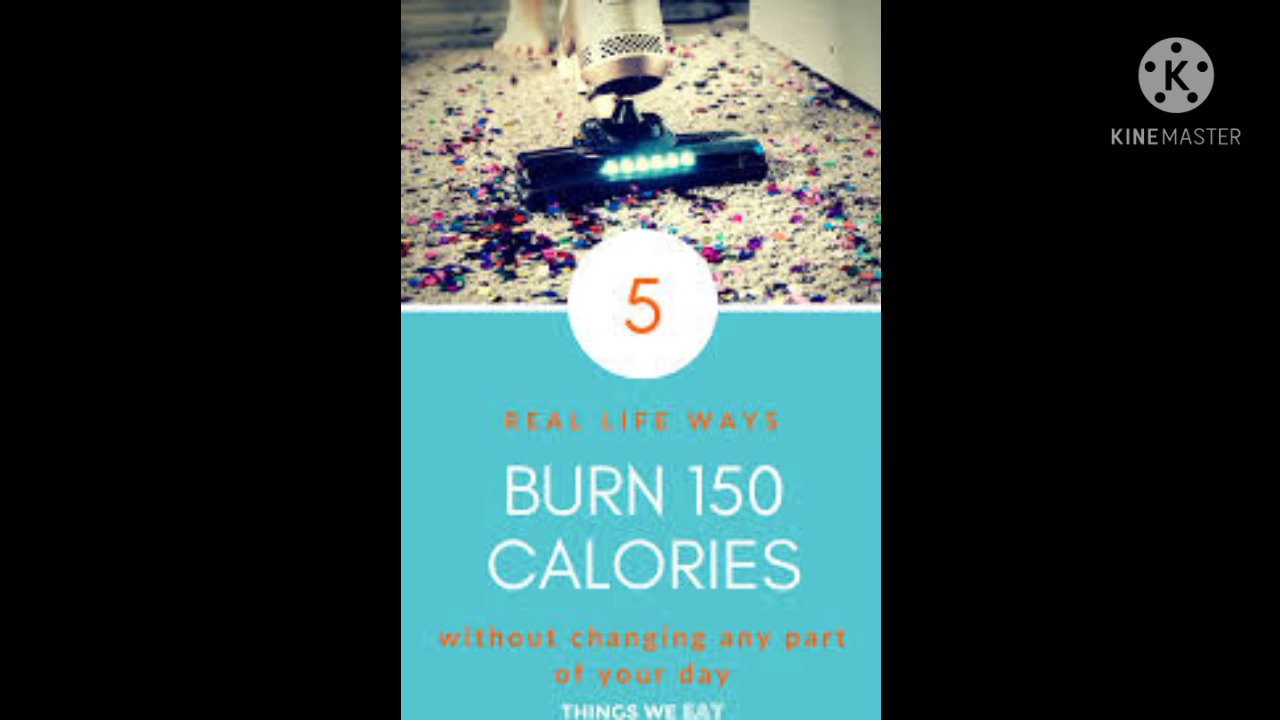 KINEMASTER
5
REAL LIFE WAYS
BURN 150
CALORIES
without changing any part
of your day
THINGS WE EAT